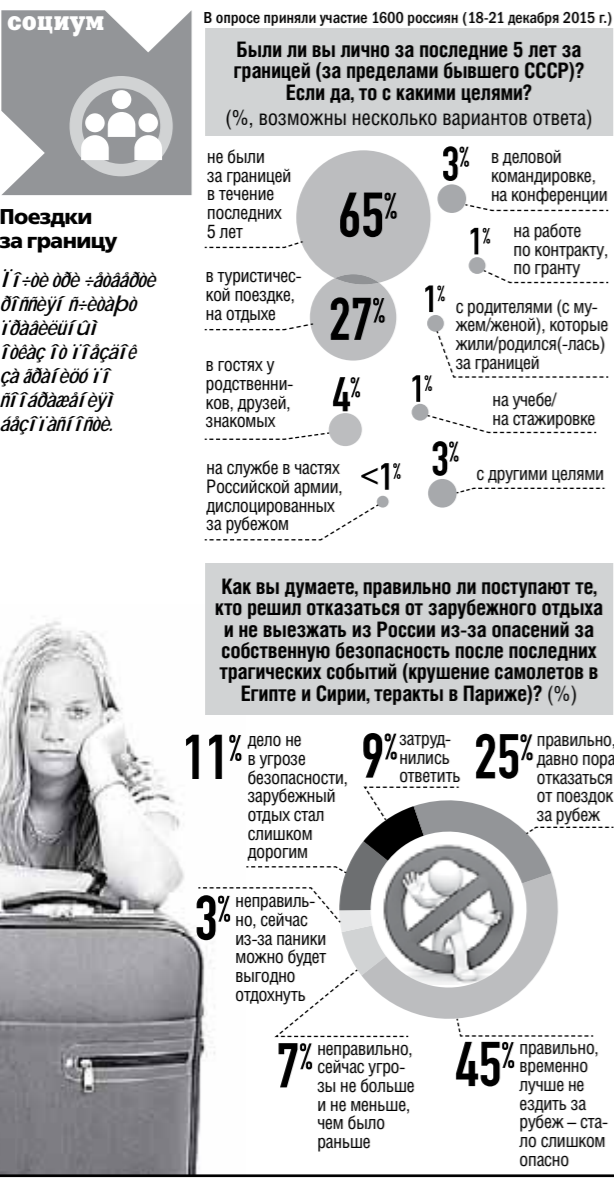 социум
Поездки
за границу
В опросе приняли участие 1600 россиян (18-21 декабря 2015 г.)
Были ли вы лично за последние 5 лет за
границей (за пределами бывшего СССР)?
Если да, то с какими целями?
(%, возможны несколько вариантов ответа)
не были
за границей
в течение
последних
5 лет
65%
в туристичес-
кой поездке,
на отдыхе
27%
в гостях у
родственни-
ков, друзей,
знакомых
4%
на службе в частях
Российской армии,
дислоцированных
за рубежом
<1%
3%
в деловой
командировке,
на конференции
1%
на работе
по контракту,
по гранту
1%
с родителями (с му-
жем/женой), которые
жили/родился(-лась)
за границей
1%
на учебе/
на стажировке
3%
с другими целями
Как вы думаете, правильно ли поступают те,
кто решил отказаться от зарубежного отдыха
и не выезжать из России из-за опасений за
собственную безопасность после последних
трагических событий (крушение самолетов в
Египте и Сирии, теракты в Париже)? (%)
11%
дело не
в угрозе
безопасности,
зарубежный
отдых стал
слишком
дорогим
9%
затруд-
нились
ответить
25%
правильно,
давно пора
отказаться
от поездок
за рубеж
3%
неправиль-
но, сейчас
из-за паники
можно будет
выгодно
отдохнуть
7%
неправильно,
сейчас угро-
зы не больше
и не меньше,
чем было
раньше
45%
правильно,
временно
лучше не
ездить за
рубеж – ста-
ло слишком
опасно